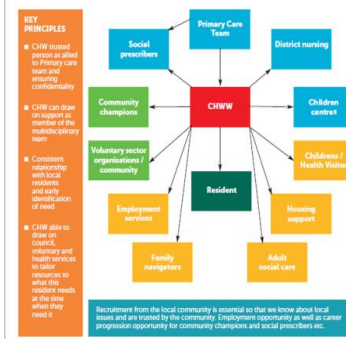 KEY
PRINCIPLES
■ CHW trusted
person as allied
to Primary care
team and
ensuring
confidentiality
■ CHW can draw
on support as
member of the
multidisciplinary
team
■ Consistent
relationship
with local
residents
and early
identification
of need
■ CHW able to
draw on
council,
voluntary and
health services
to tailor
resources to
what this
resident needs
at the time
when they
need it
Primary Care
Team
Social
prescribers
District nursing
Community
champions
CHWW
Children
centres
Voluntary sector
organisations /
community
Childrens /
Health Visitor
Resident
Employment
services
Housing
support
Family
navigators
Adult
social care
Recruitment from the local community is essential so that we know about local
issues and are trusted by the community. Employment opportunity as well as career
progression opportunity for community champions and social prescribers etc.